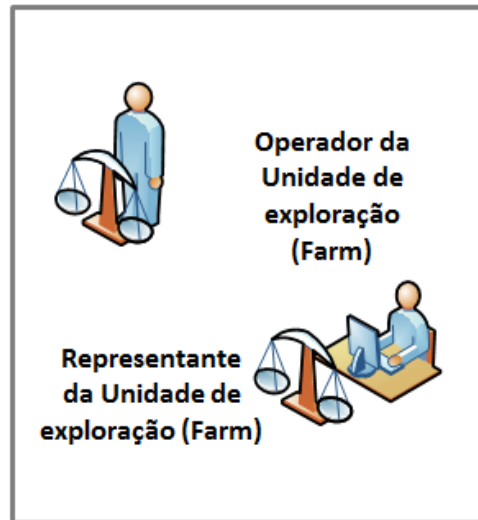 Operador da
Unidade de
exploração
(Farm)
Representante
da Unidade de
exploração (Farm)